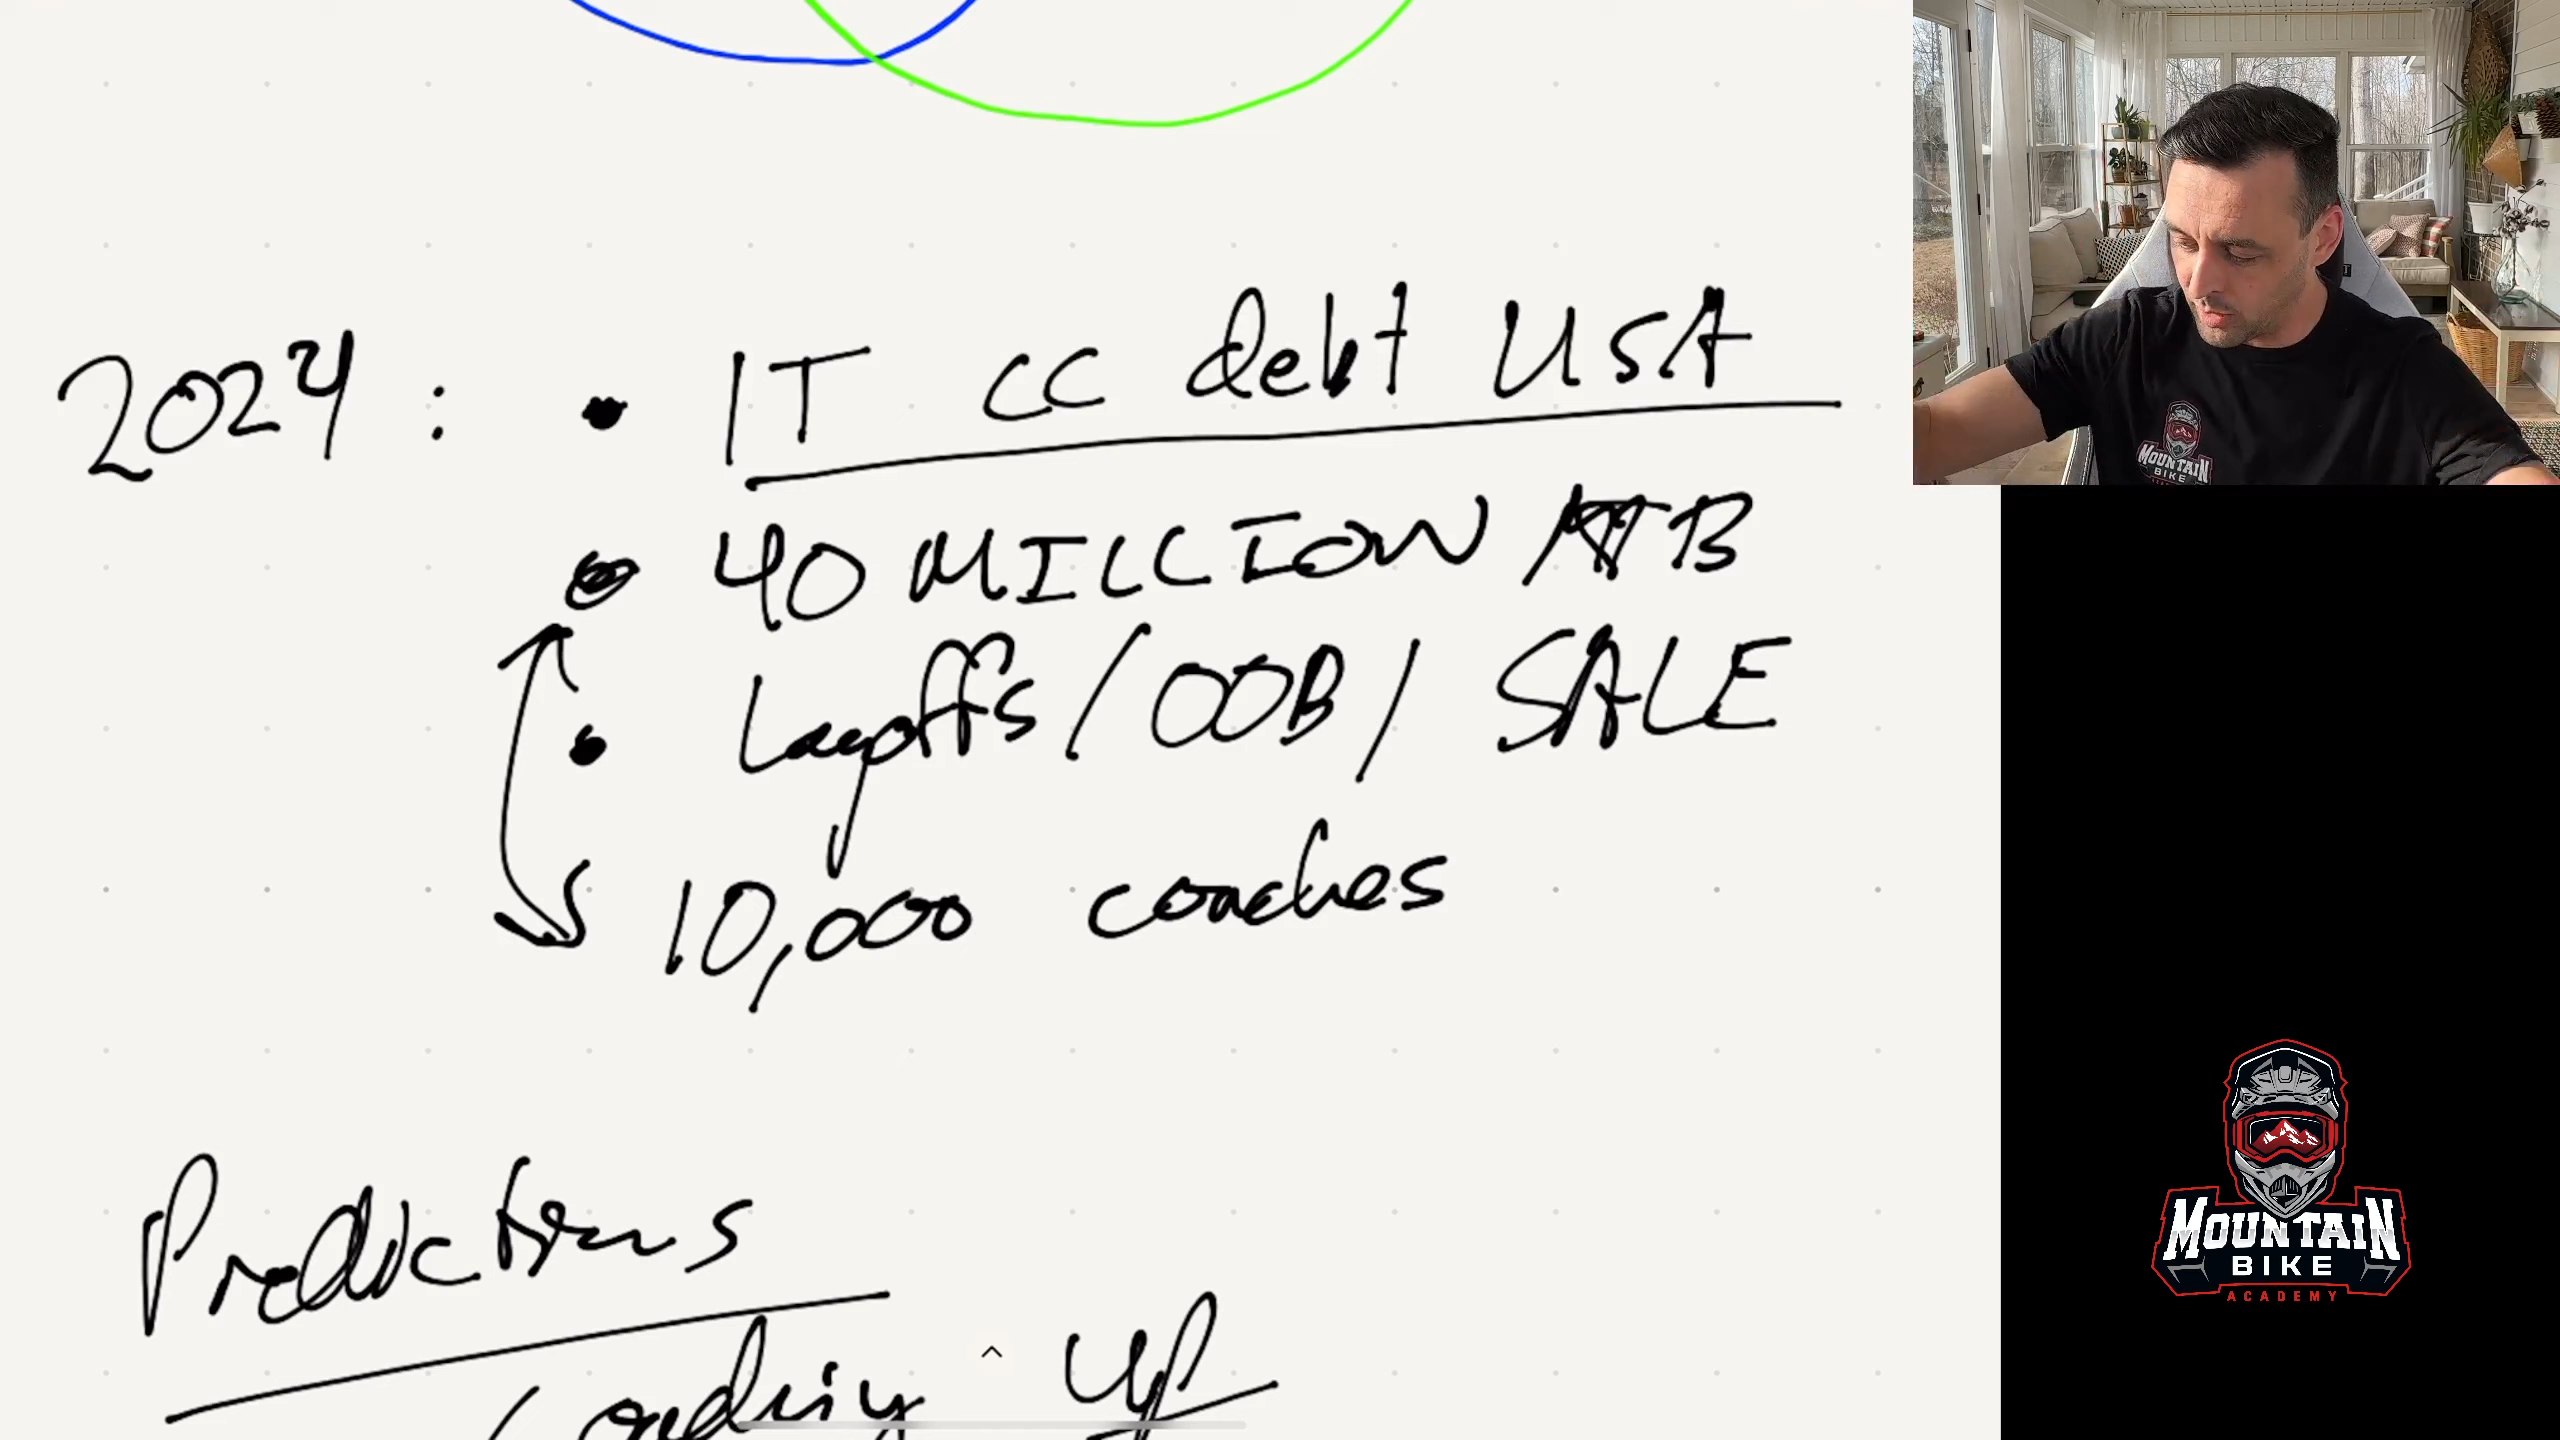 2024 : • 1T CC debt USA
• 40 MILLION MTB
• Layoffs / OOB / SALE
10,000 coaches
Predictions
up
MOUNTAIN
BIKE
MOUNTAIN
BIKE
ACADEMY